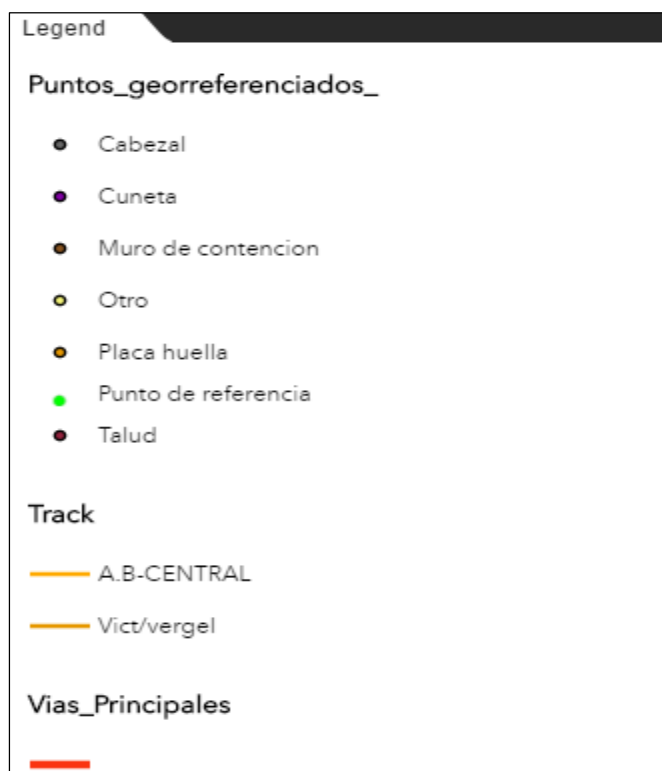 Legend
Puntos_georreferenciados_
Cabezal
Cuneta
Muro de contencion
Otro
Placa huella
Punto de referencia
Talud
Track
A.B-CENTRAL
Vict/vergel
Vias_Principales